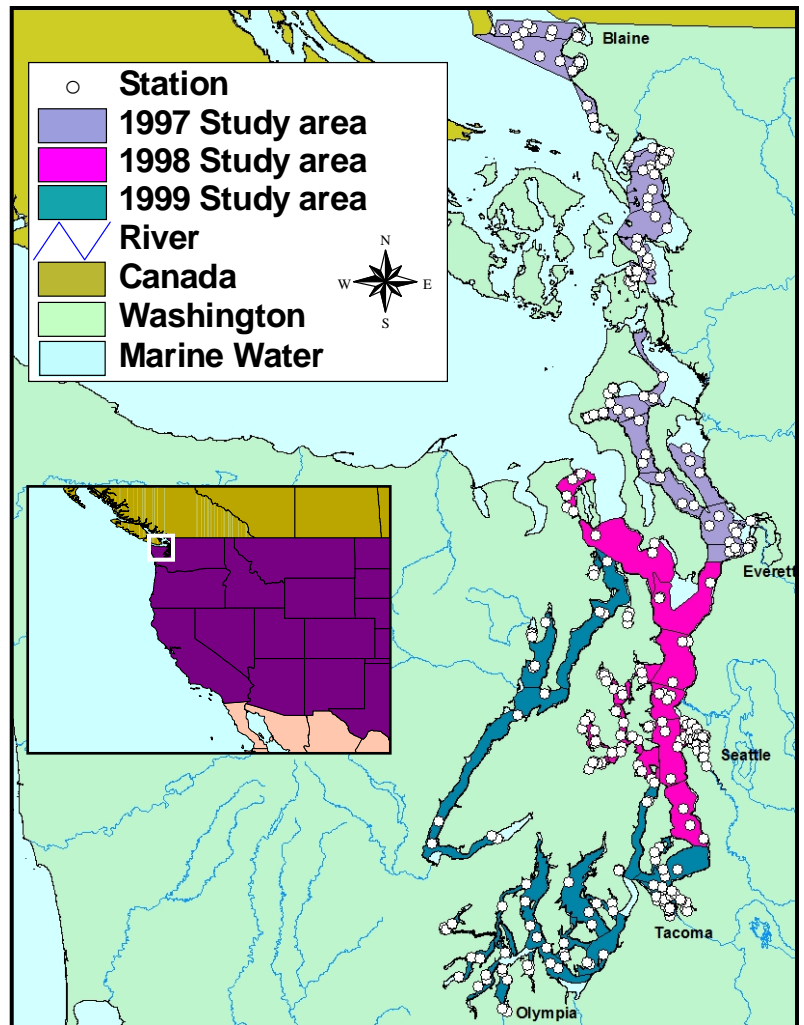 Blaine
Station
1997 Study area
1998 Study area
1999 Study area
River
Canada
Washington
Marine Water
N
W
E
S
Everett
Seattle
Tacoma
Olympia